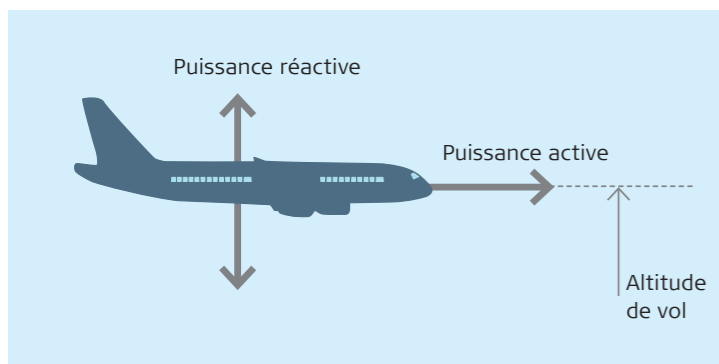 Puissance réactive
Puissance active
Altitude
de vol